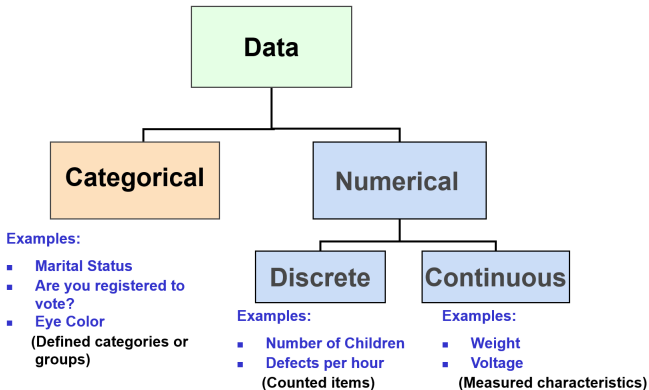 Data
Categorical
Numerical
Examples:
▪ Marital Status
▪ Are you registered to
vote?
▪ Eye Color
(Defined categories or
groups)
Discrete
Examples:
▪ Number of Children
▪ Defects per hour
(Counted items)
Continuous
Examples:
▪ Weight
▪ Voltage
(Measured characteristics)